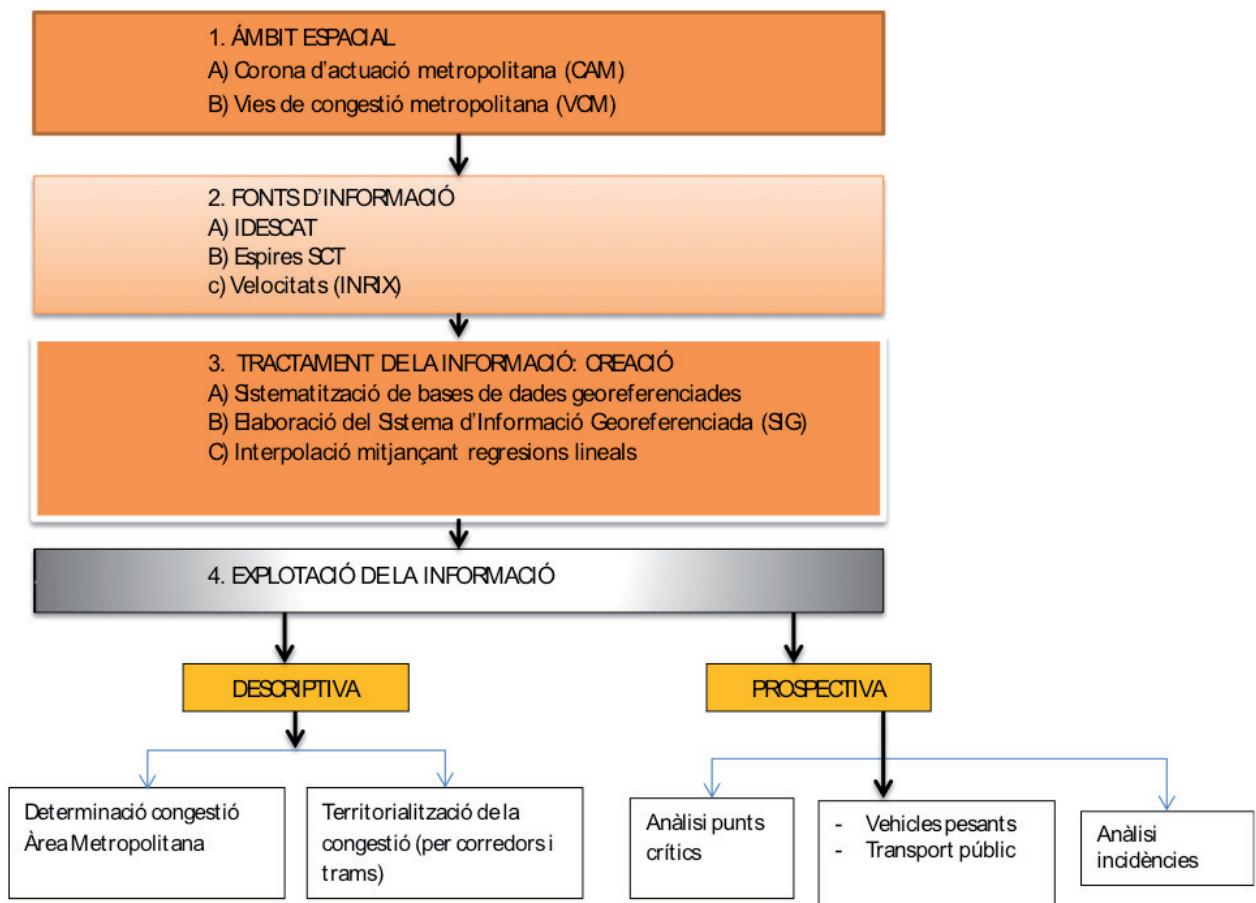 1. ÁMBIT ESPACIAL
A) Corona d'actuació metropolitana (CAM)
B) Vies de congestió metropolitana (VCM)
2. FONTS D'INFORMACIÓ
A) IDESCAT
B) Espires SCT
c) Velocitats (INRIX)
3. TRACTAMENT DE LA INFORMACIÓ: CREACIÓ
A) Sistematització de bases de dades georeferenciades
B) Elaboració del Sistema d'Informació Georeferenciada (SIG)
C) Interpolació mitjançant regresions lineals
4. EXPLOTACIÓ DE LA INFORMACIÓ
DESCRIPTIVA
PROSPECTIVA
Determinació congestió
Àrea Metropolitana
Territorialització de la
congestió (per corredors i
trams)
Anàlisi punts
crítics
- Vehicles pesants
- Transport públic
Anàlisi
incidències